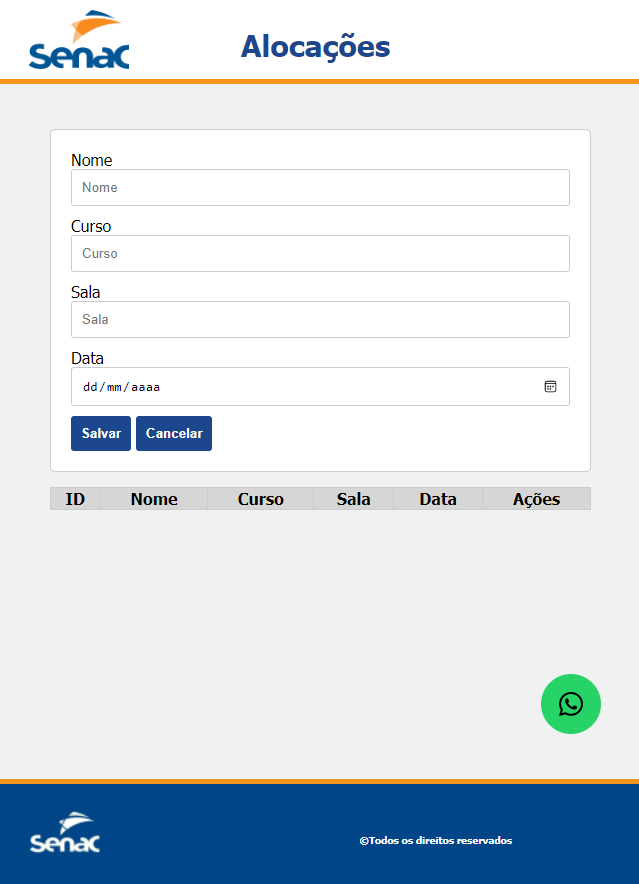 Senac
Alocações
Nome
Nome
Curso
Curso
Sala
Sala
Data
dd/mm/aaaa
Salvar Cancelar
ID Nome Curso Sala Data Ações
Senac
©Todos os direitos reservados